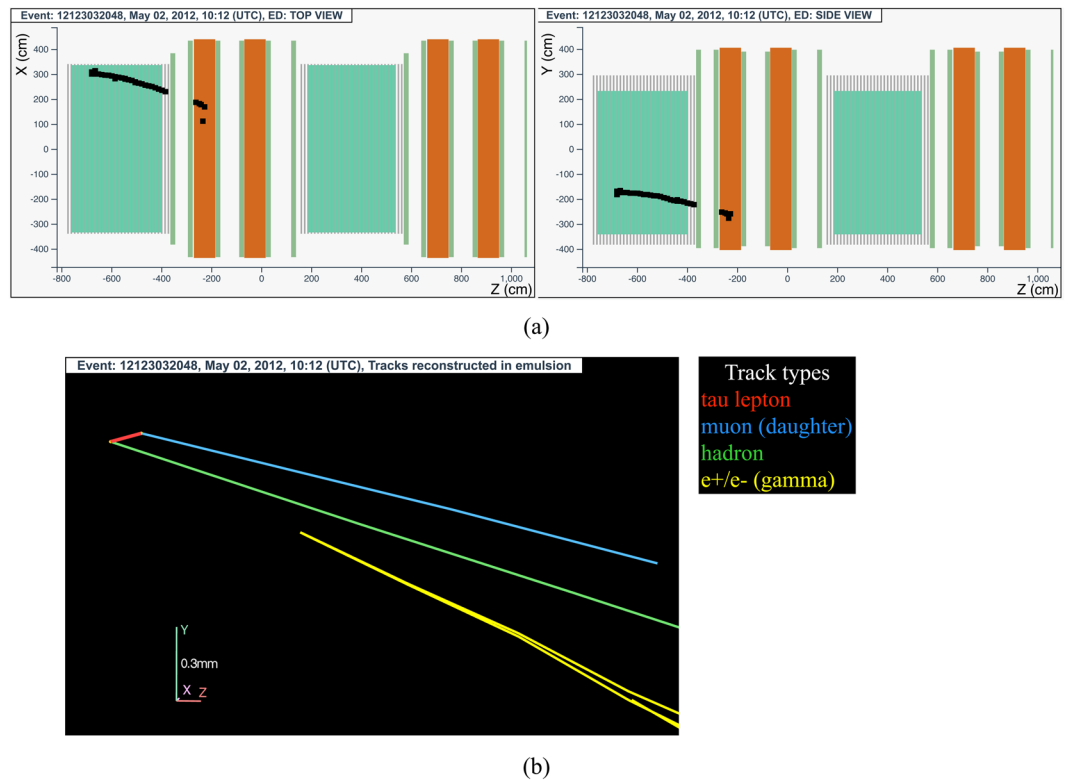 Event: 12123032048, May 02, 2012, 10:12 (UTC), ED: TOP VIEW
X (cm)
400
300
200
100
0
-100
-200
-300
-400
-800
-600
-400
-200
0
200
400
600
800
1,000
Z (cm)
Event: 12123032048, May 02, 2012, 10:12 (UTC), ED: SIDE VIEW
Y (cm)
400
300
200
100
0
-100
-200
-300
-400
-800
-600
-400
-200
0
200
400
600
800
1,000
Z (cm)
(a)
Event: 12123032048, May 02, 2012, 10:12 (UTC), Tracks reconstructed in emulsion
Y
0.3mm
X Z
Track types
tau lepton
muon (daughter)
hadron
e+/e- (gamma)
(b)